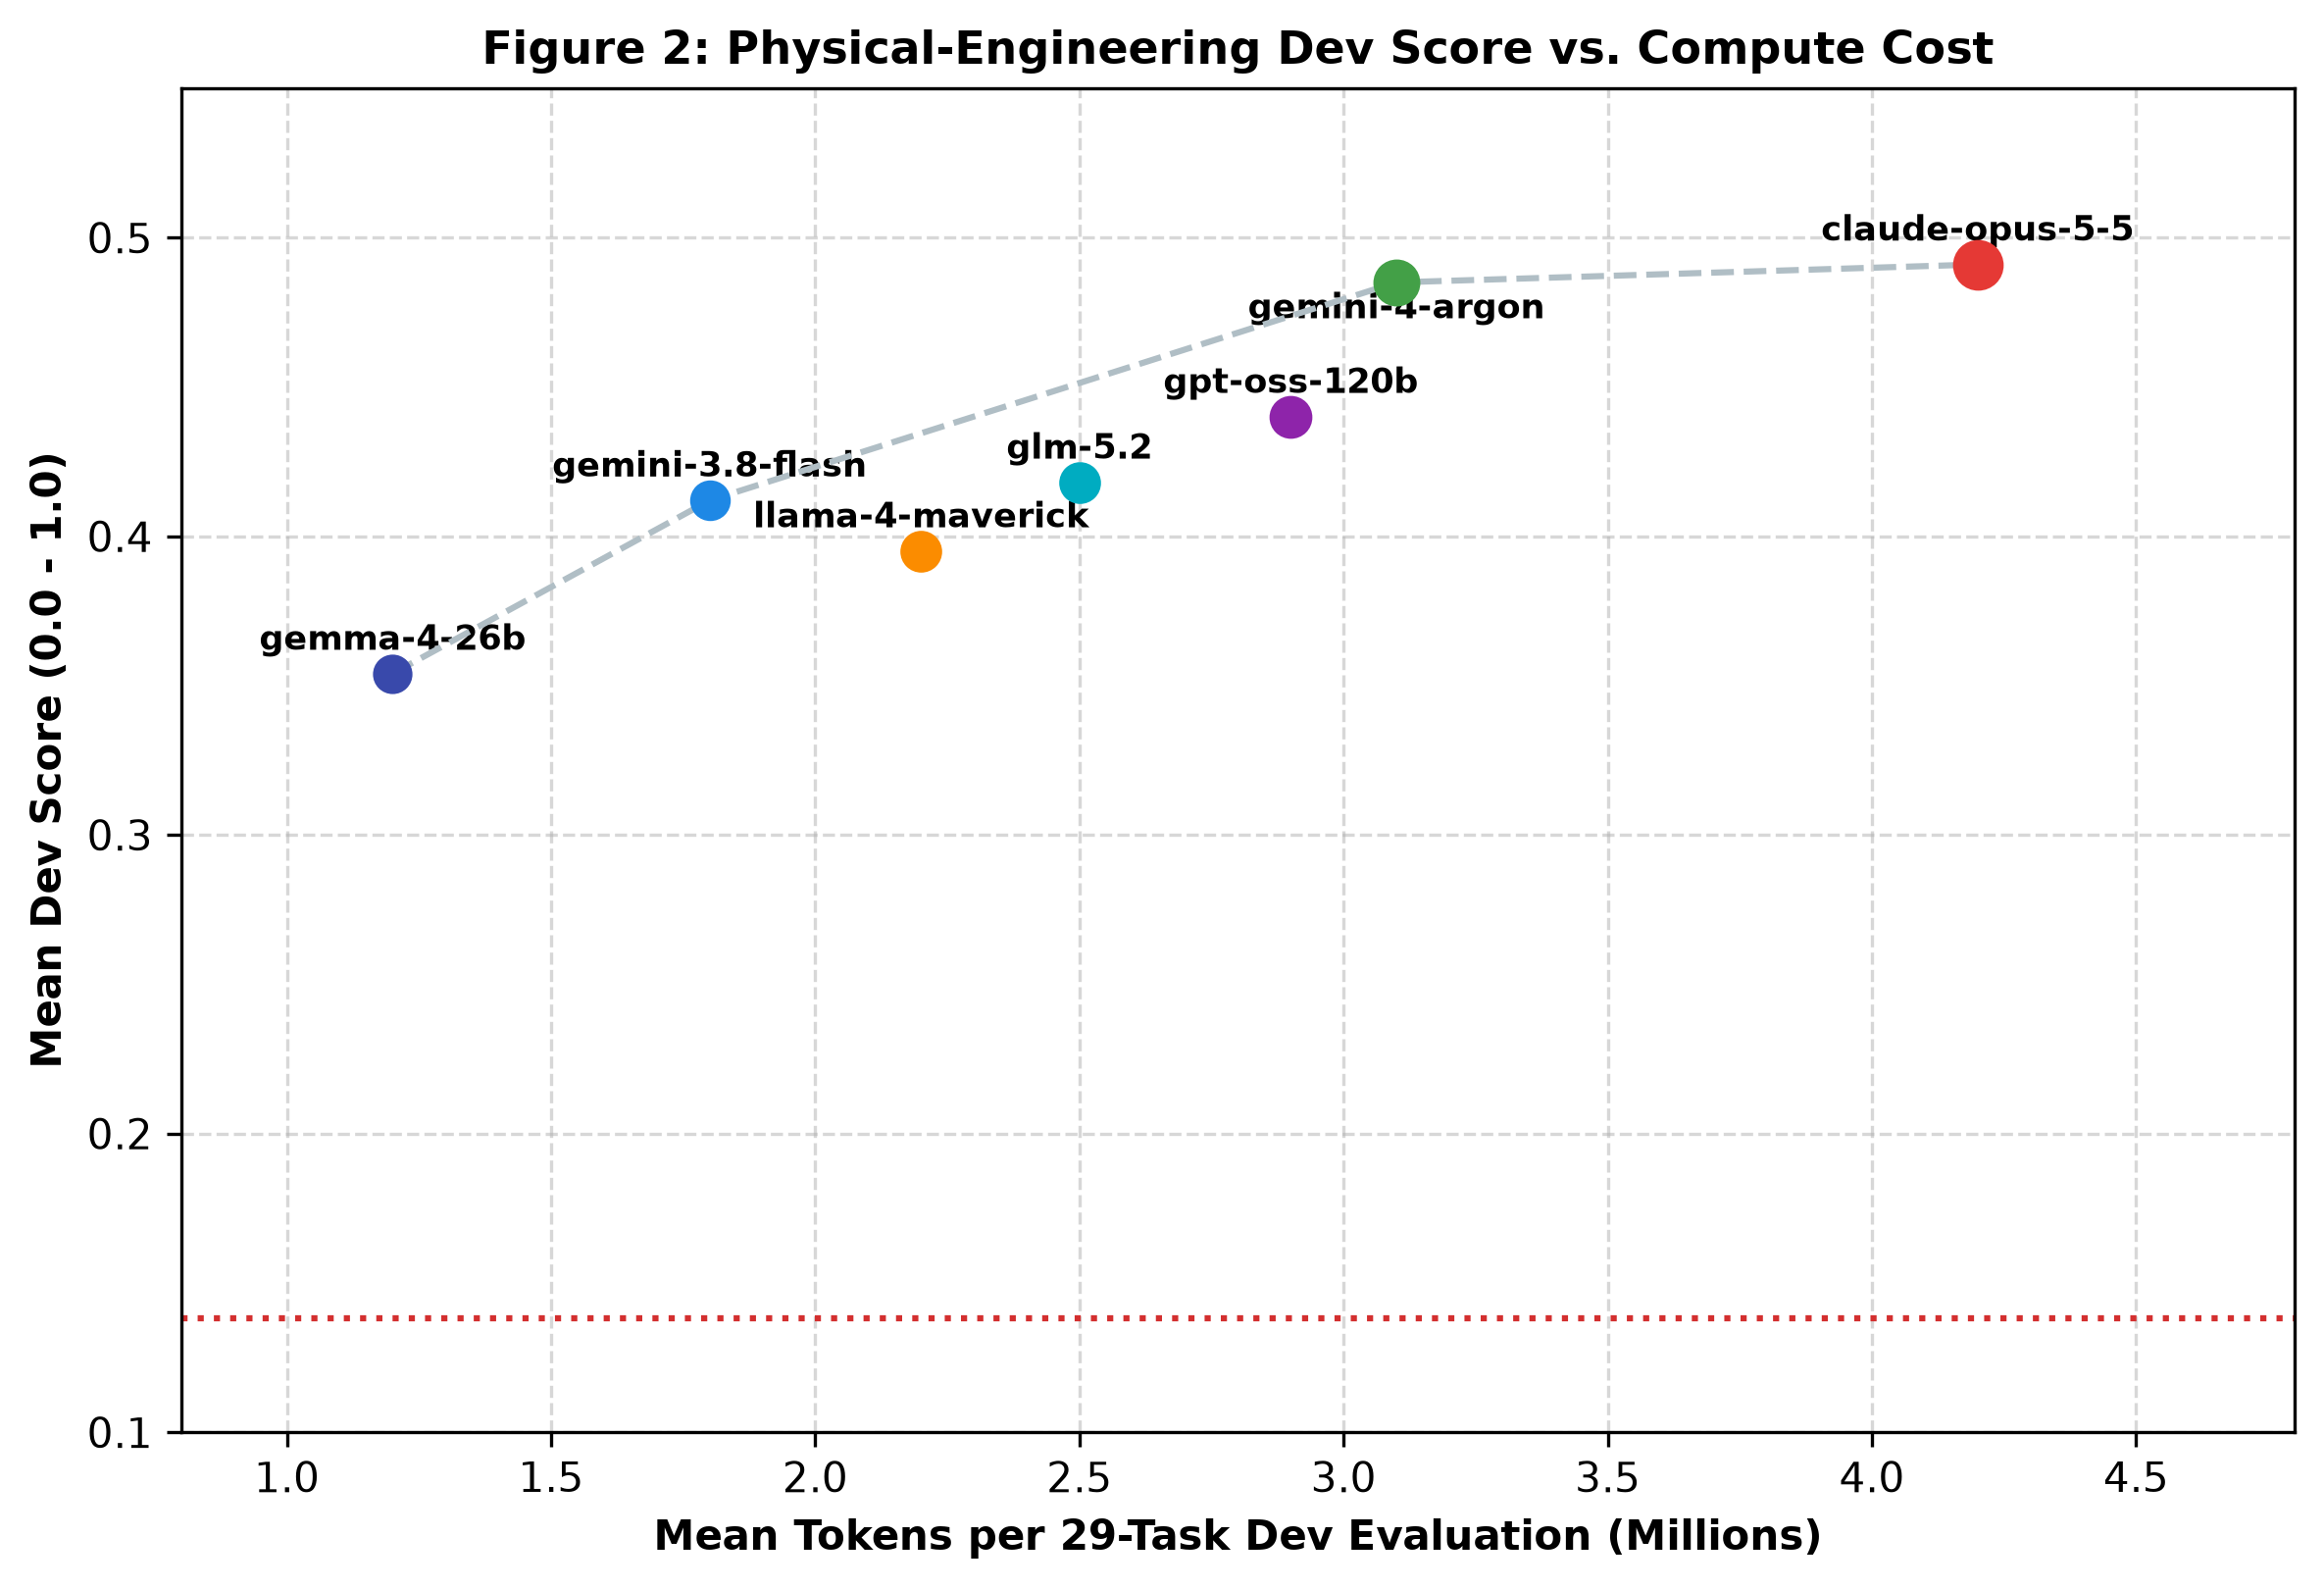 Figure 2: Physical-Engineering Dev Score vs. Compute Cost
Mean Dev Score (0.0 - 1.0)
0.5
0.4
0.3
0.2
0.1
claude-opus-5-5
gemini-4-argon
gpt-oss-120b
glm-5.2
gemini-3.8-flash
llama-4-maverick
gemma-4-26b
1.0 1.5 2.0 2.5 3.0 3.5 4.0 4.5
Mean Tokens per 29-Task Dev Evaluation (Millions)